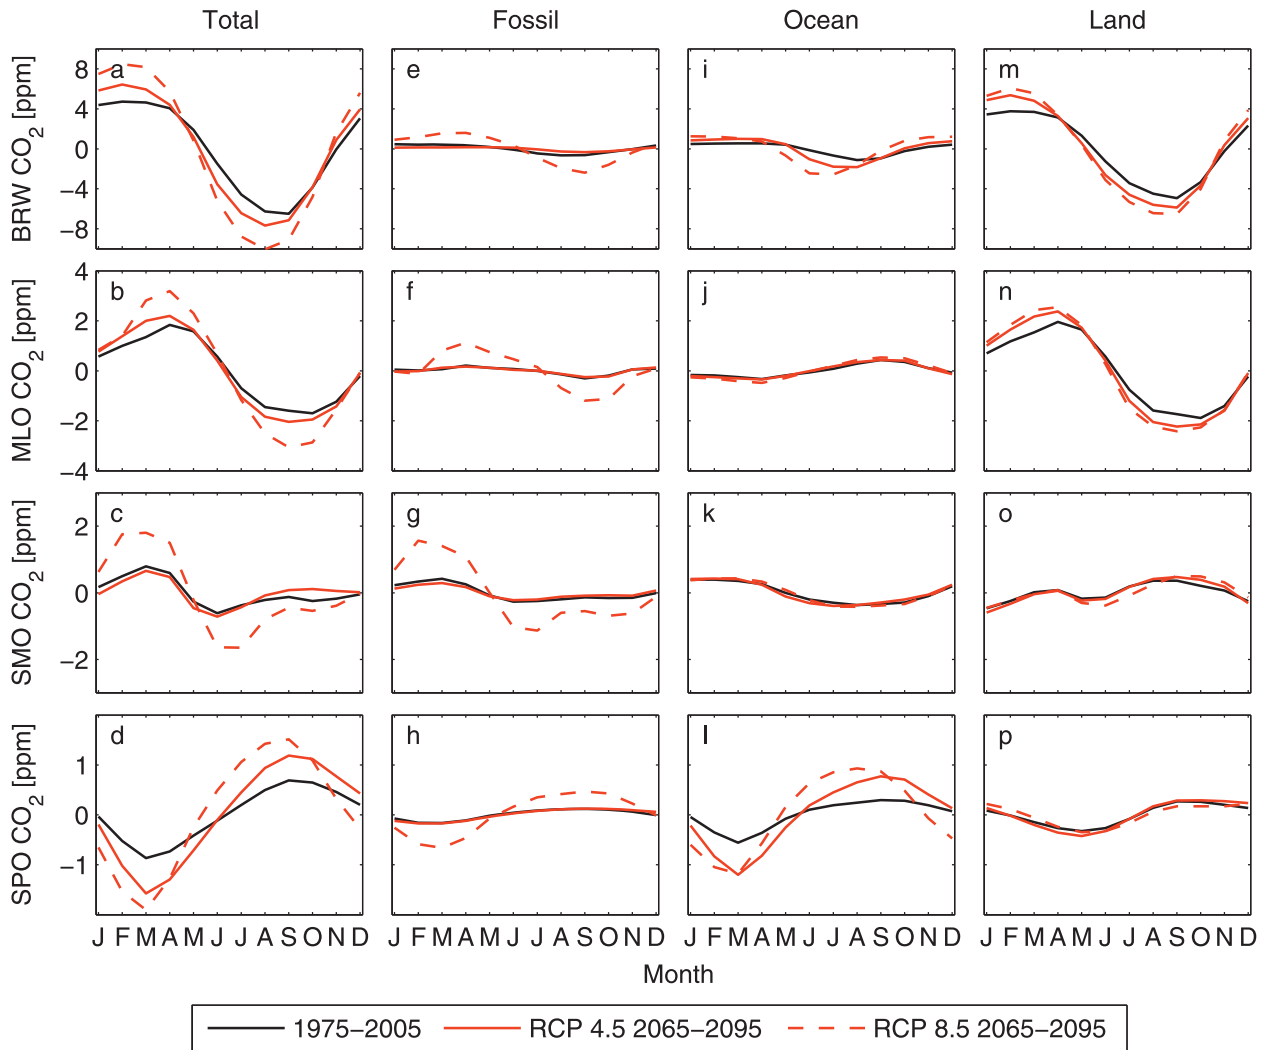 Total Fossil Ocean Land
BRW CO2 [ppm]
8
4
0
−4
−8
a
e
i
m
MLO CO2 [ppm]
4
2
0
−2
−4
b
f
j
n
SMO CO2 [ppm]
2
0
−2
c
g
k
o
SPO CO2 [ppm]
1
0
−1
d
h
l
p
J F M A M J J A S O N D J F M A M J J A S O N D J F M A M J J A S O N D J F M A M J J A S O N D
Month
1975−2005 RCP 4.5 2065−2095 RCP 8.5 2065−2095